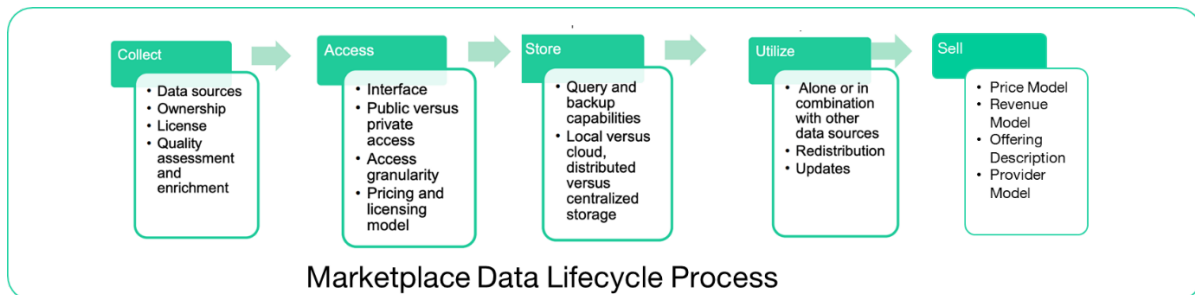 Collect
• Data sources
• Ownership
• License
• Quality
assessment
and
enrichment
Access
• Interface
• Public versus
private
access
• Access
granularity
• Pricing and
licensing
model
Store
• Query and
backup
capabilities
• Local versus
cloud,
distributed
versus
centralized
storage
Utilize
• Alone or in
combination
with other
data sources
• Redistribution
• Updates
Sell
• Price Model
• Revenue
Model
• Offering
Description
• Provider
Model
Marketplace Data Lifecycle Process